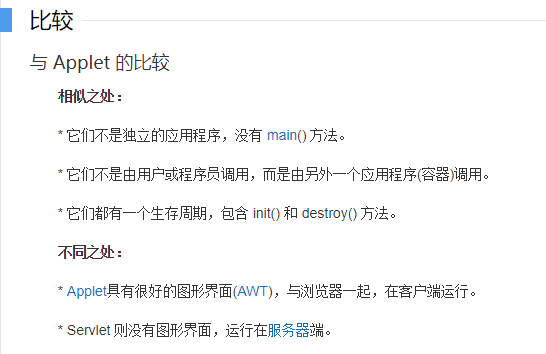 比较
与 Applet 的比较
相似之处：
* 它们不是独立的应用程序，没有 main() 方法。
* 它们不是由用户或程序员调用，而是由另外一个应用程序(容器)调用。
* 它们都有一个生存周期，包含 init() 和 destroy() 方法。
不同之处：
* Applet具有很好的图形界面(AWT)，与浏览器一起，在客户端运行。
* Servlet 则没有图形界面，运行在服务器端。